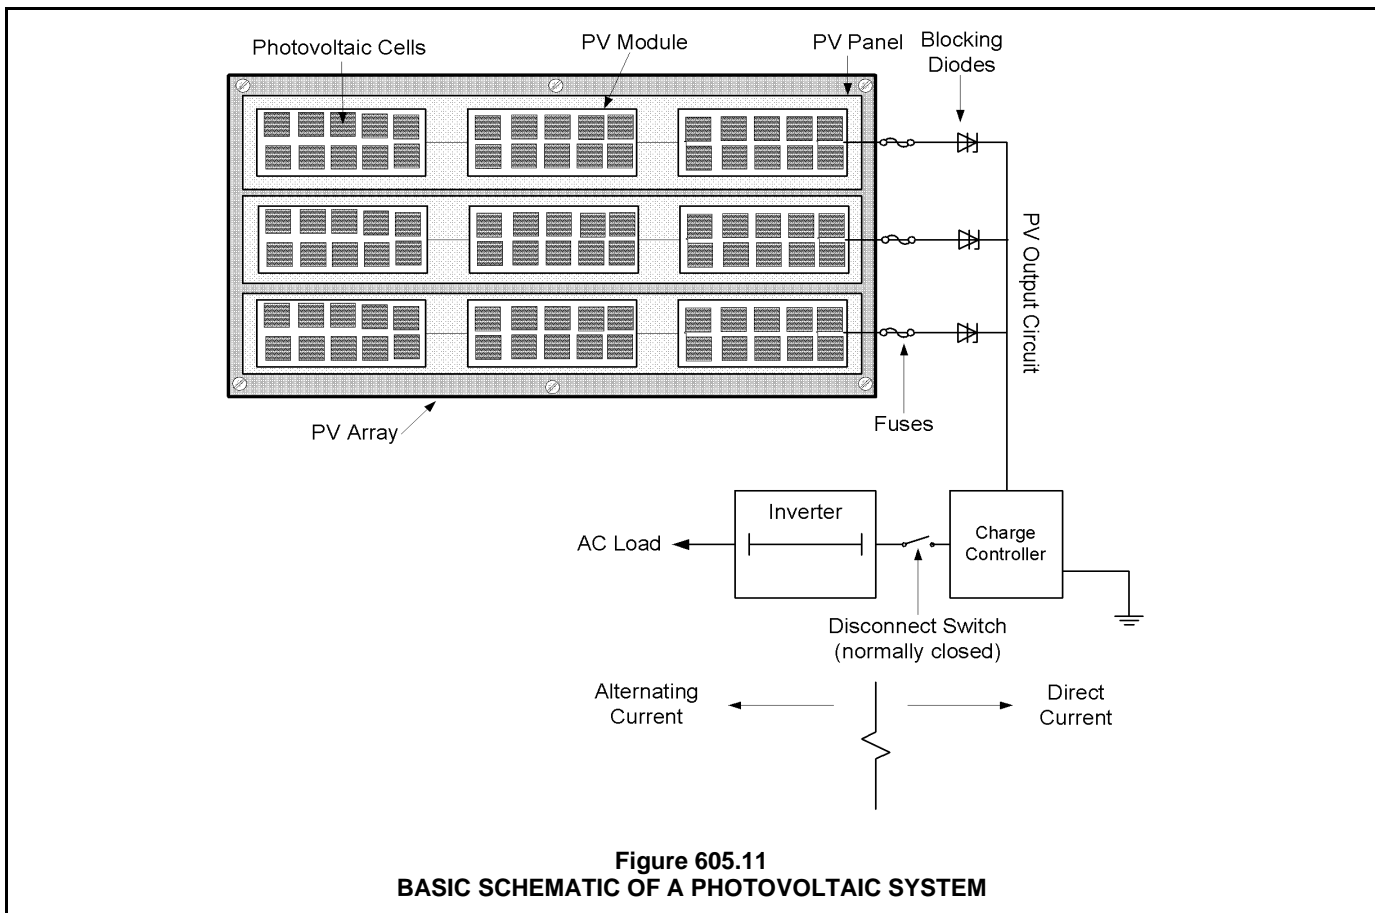 Photovoltaic Cells
PV Module
PV Panel
Blocking
Diodes
PV Output Circuit
PV Array
Fuses
Inverter
AC Load
Charge
Controller
Disconnect Switch
(normally closed)
Alternating
Current
Direct
Current
Figure 605.11
BASIC SCHEMATIC OF A PHOTOVOLTAIC SYSTEM